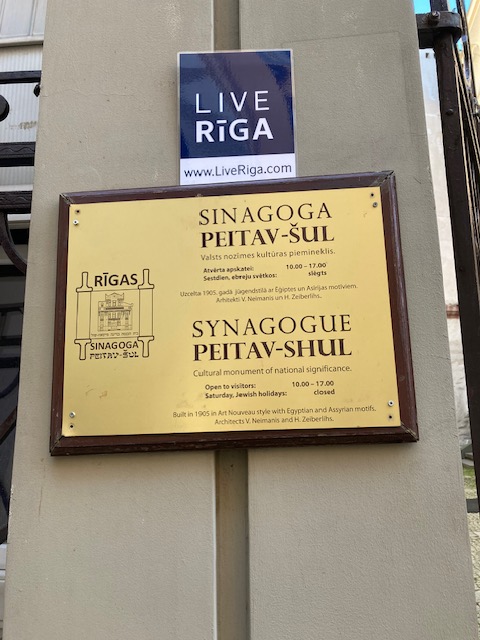 LIVE
RĪGA
www.LiveRiga.com
SINAGOGA
PEITAV-ŠUL
Valsts nozīmes kultūras piemineklis.
Atvērta apskatei: 10.00 – 17.00
Sestdien, ebreju svētkos: slēgts
Uzcelta 1905. gadā jūgendstilā ar Ēģiptes un Asīrijas motīviem.
Arhitekti V. Neimanis un H. Zeiberlihs.
RĪGAS
SINAGOGA
PEITAV-ŠUL
SYNAGOGUE
PEITAV-SHUL
Cultural monument of national significance.
Open to visitors: 10.00 – 17.00
Saturday, Jewish holidays: closed
Built in 1905 in Art Nouveau style with Egyptian and Assyrian motifs.
Architects V. Neimanis and H. Zeiberlihs.